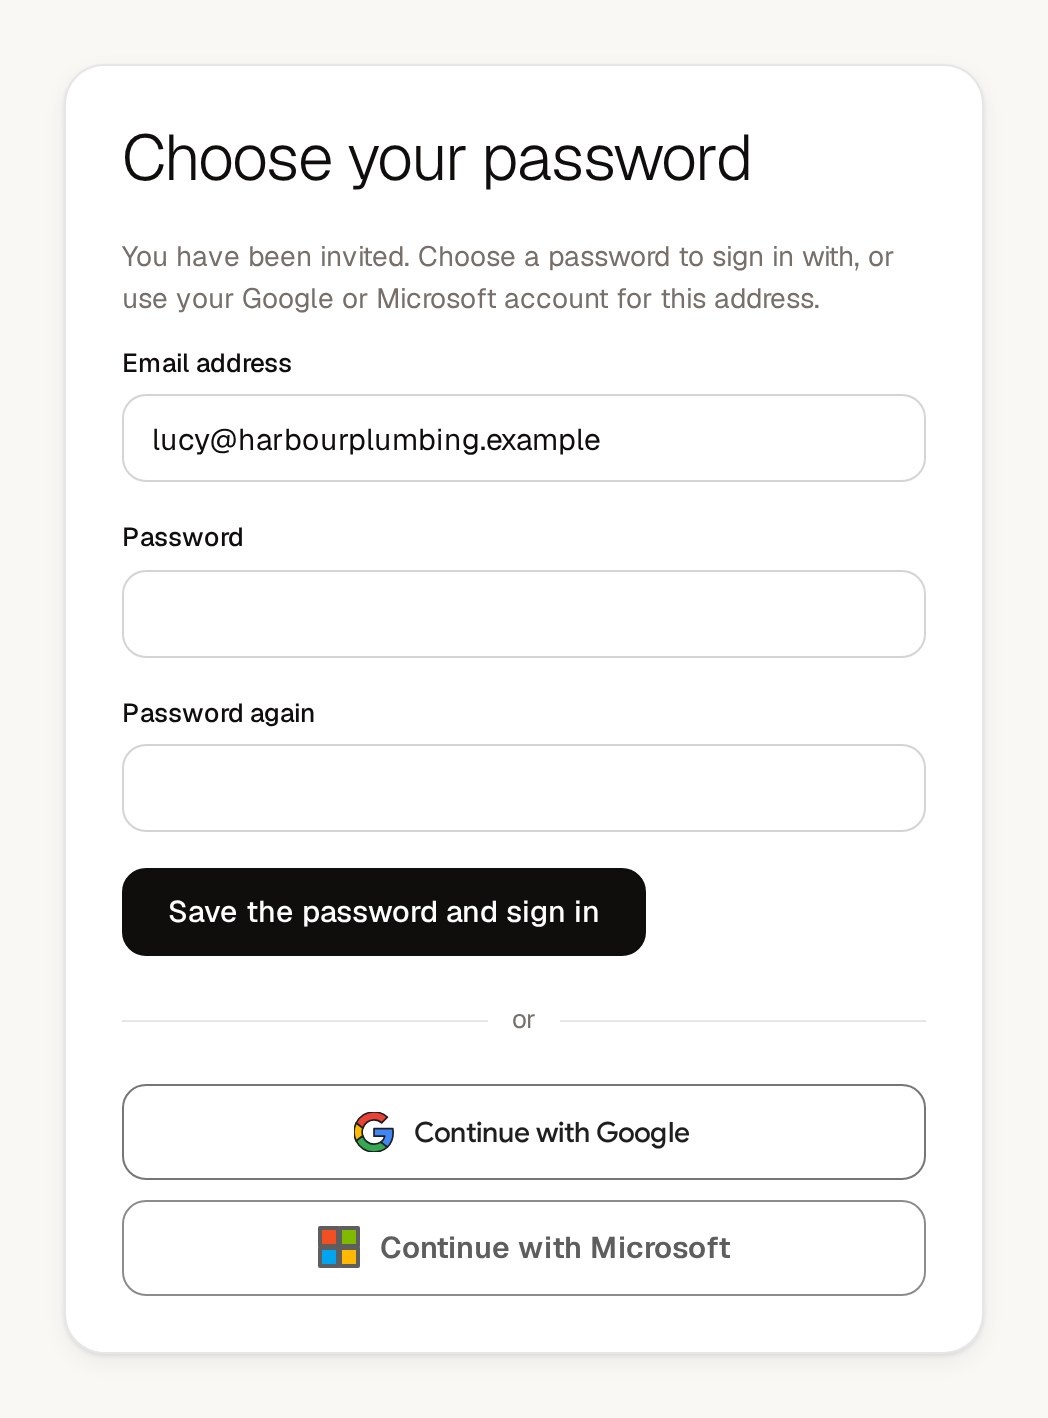 Choose your password
You have been invited. Choose a password to sign in with, or
use your Google or Microsoft account for this address.
Email address
lucy@harbourplumbing.example
Password
Password again
Save the password and sign in
or
Continue with Google
Continue with Microsoft